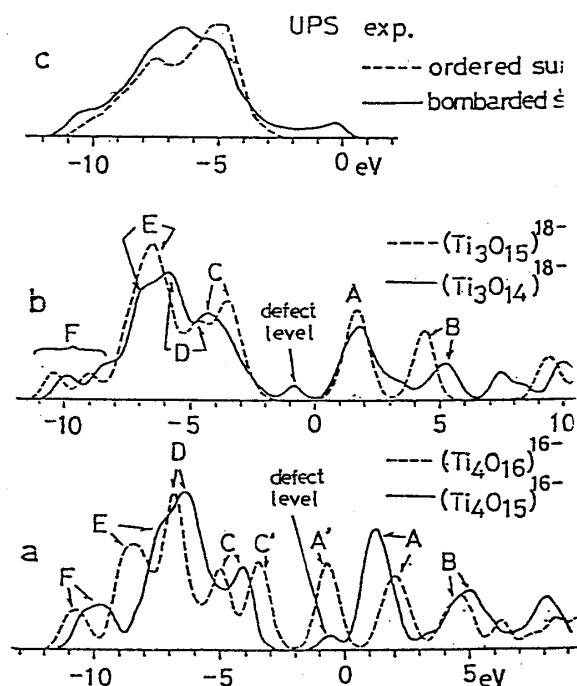 UPS exp.
c
ordered
bombarded
-10 -5 0 eV
b
E
(Ti3O15)18-
(Ti3O14)18-
C
A
defect
level
B
F
D
-10 -5 0 5 10
a
D
(Ti4O16)16-
(Ti4O15)16-
defect
level
E
C C'
A'
A
B
F
-10 -5 0 5eV